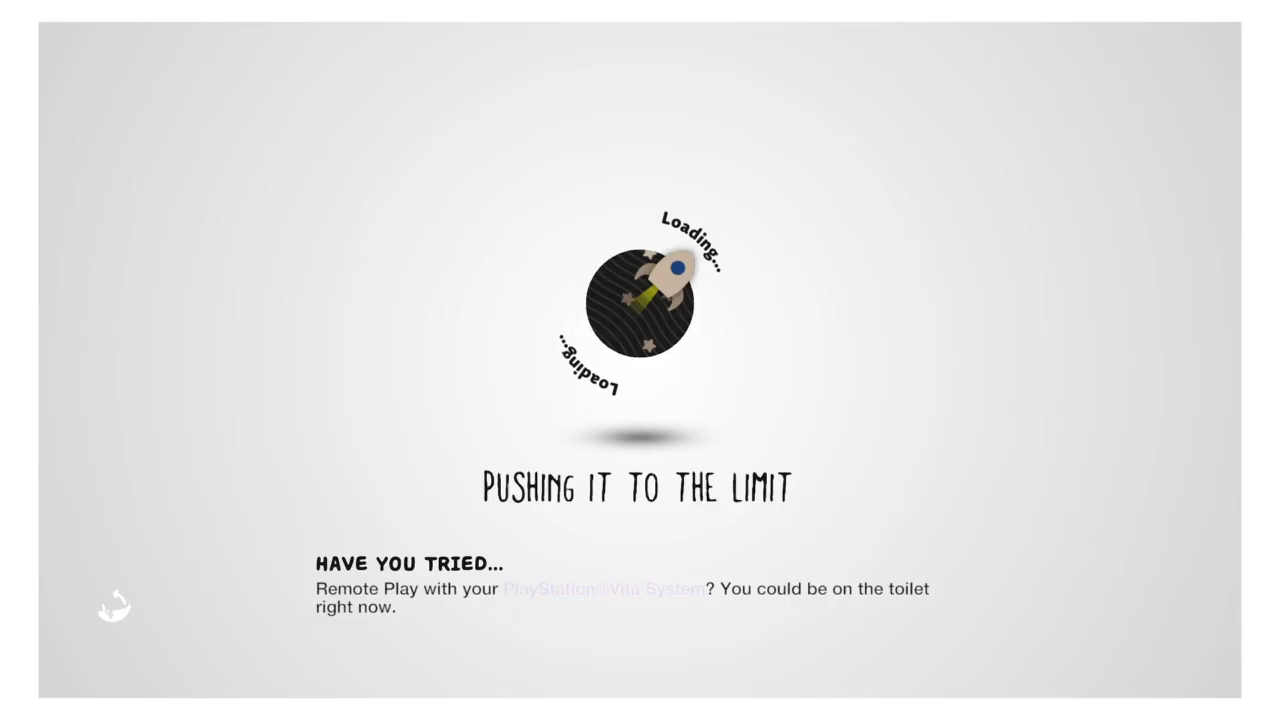 Loading...
Loading...
PUSHING IT TO THE LIMIT
HAVE YOU TRIED...
Remote Play with your PlayStation®Vita System? You could be on the toilet
right now.